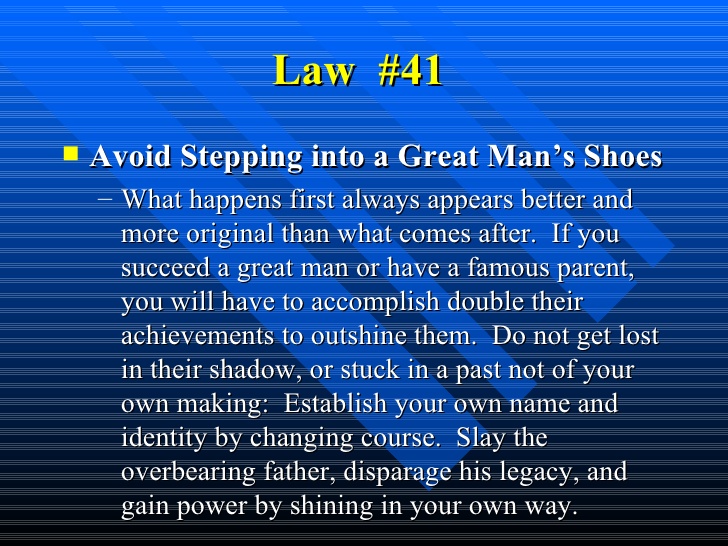 Law #41
Avoid Stepping into a Great Man’s Shoes
– What happens first always appears better and
more original than what comes after. If you
succeed a great man or have a famous parent,
you will have to accomplish double their
achievements to outshine them. Do not get lost
in their shadow, or stuck in a past not of your
own making: Establish your own name and
identity by changing course. Slay the
overbearing father, disparage his legacy, and
gain power by shining in your own way.